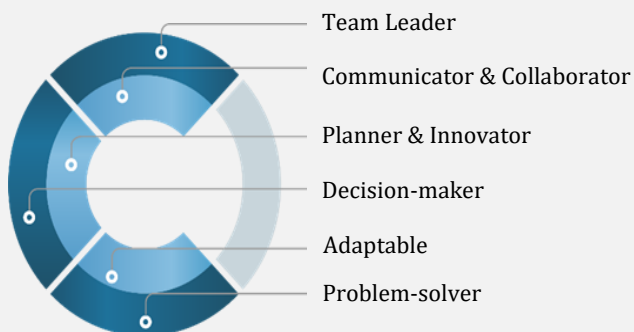 Team Leader
Communicator & Collaborator
Planner & Innovator
Decision-maker
Adaptable
Problem-solver